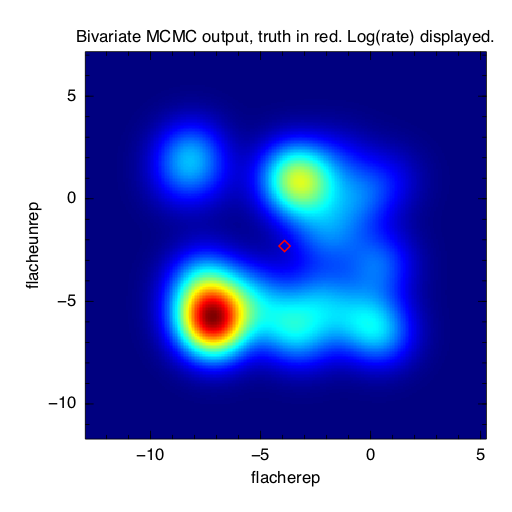 Bivariate MCMC output, truth in red. Log(rate) displayed.
5
0
−5
−10
flacheunrep
−10 −5 0 5
flacherep